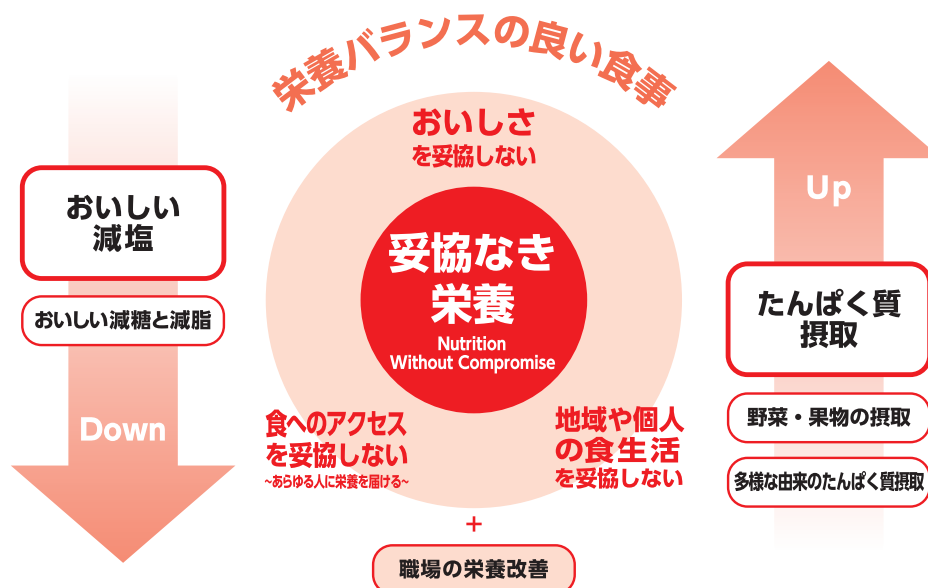 栄養バランスの良い食事
おいしい
減塩
おいしい減糖と減脂
Down
おいしさ
を妥協しない
妥協なき
栄養
Nutrition
Without Compromise
食へのアクセス
を妥協しない
~あらゆる人に栄養を届ける~
地域や個人
の食生活
を妥協しない
+
職場の栄養改善
Up
たんぱく質
摂取
野菜・果物の摂取
多様な由来のたんぱく質摂取